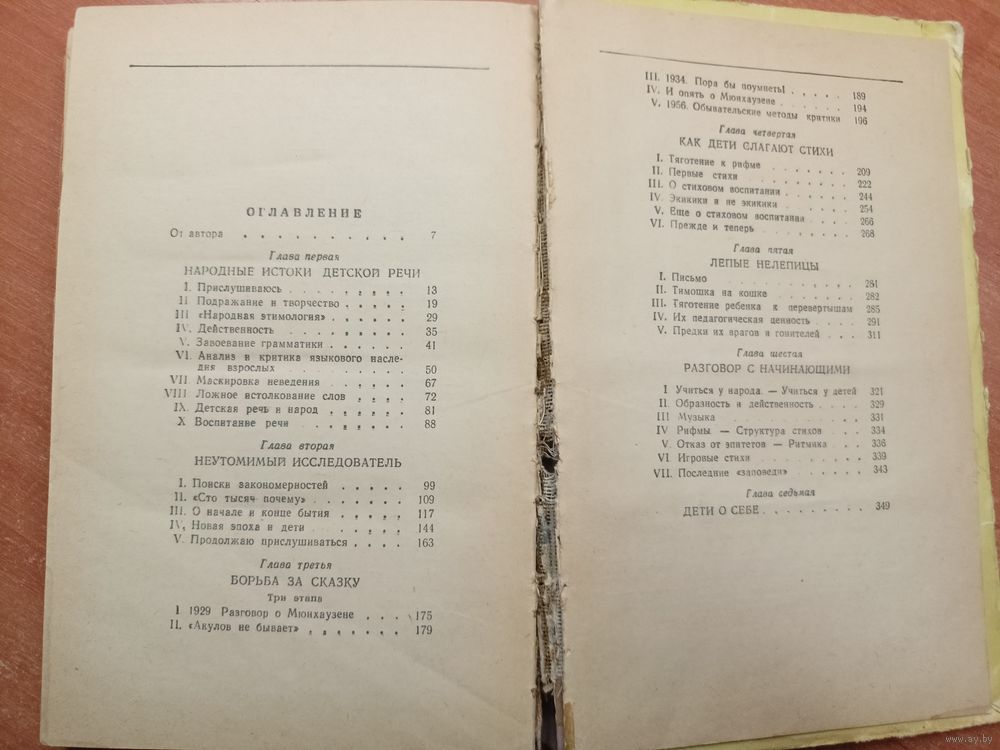 ОГЛАВЛЕНИЕ
От автора . . . . . . . . . . 7
Глава первая
НАРОДНЫЕ ИСТОКИ ДЕТСКОЙ РЕЧИ
I. Прислушиваюсь . . . . . . 13
II Подражание и творчество . . . . 19
III «Народная этимология» . . . . . 29
IV. Действенность . . . . . . . 35
V. Завоевание грамматики . . . . . 41
VI. Анализ и критика языкового насле-
дия взрослых . . . . . . . 50
VII. Маскировка неведения . . . . . 67
VIII. Ложное истолкование слов . . . . 72
IX. Детская речь и народ . . . . . 81
X Воспитание речи . . . . . . 88
Глава вторая
НЕУТОМИМЫЙ ИССЛЕДОВАТЕЛЬ
I. Поиски закономерностей . . . . . 99
II. «Сто тысяч почему» . . . . . . 109
III. О начале и конце бытия . . . . . 117
IV. Новая эпоха и дети . . . . . . 144
V. Продолжаю прислушиваться . . . . 163
Глава третья
БОРЬБА ЗА СКАЗКУ
Три этапа
I 1929 Разговор о Мюнхаузене . . . . 175
II. «Акулов не бывает» . . . . . . 179
III. 1934. Пора бы поумнеть! . . . . . 189
IV. И опять о Мюнхаузене . . . . . 194
V. 1956. Обывательские методы критики 196
Глава четвертая
КАК ДЕТИ СЛАГАЮТ СТИХИ
I. Тяготение к рифме . . . . . . . 209
II. Первые стихи . . . . . . . . 222
III. О стиховом воспитании . . . . . 244
IV. Экикики и не экикики . . . . . 254
V. Еще о стиховом воспитании . . . . 266
VI. Прежде и теперь . . . . . . . 268
Глава пятая
ЛЕПЫЕ НЕЛЕПИЦЫ
I. Письмо . . . . . . . . . . 281
II. Тимошка на кошке . . . . . . . 282
III. Тяготение ребенка к перевертышам 285
IV. Их педагогическая ценность . . . . 291
V. Предки их врагов и гонителей . . . 311
Глава шестая
РАЗГОВОР С НАЧИНАЮЩИМИ
I Учиться у народа. — Учиться у детей 321
II. Образность и действенность . . . . 329
III Музыка . . . . . . . . . . 331
IV Рифмы. — Структура стихов . . . 334
V. Отказ от эпитетов — Ритмика . . . 336
VI Игровые стихи . . . . . . . . 339
VII. Последние «заповеди» . . . . . 343
Глава седьмая
ДЕТИ О СЕБЕ . . . . . . . . . 349
www.ay.by